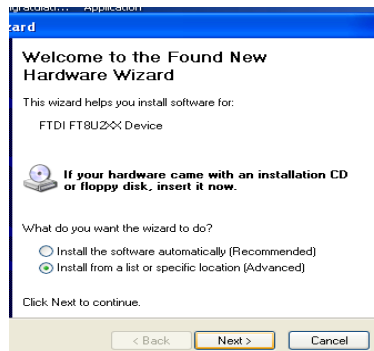 Application
zard
Welcome to the Found New
Hardware Wizard
This wizard helps you install software for:
FTDI FT8U2XX Device
If your hardware came with an installation CD
or floppy disk, insert it now.
What do you want the wizard to do?
Install the software automatically (Recommended)
Install from a list or specific location (Advanced)
Click Next to continue.
< Back Next > Cancel